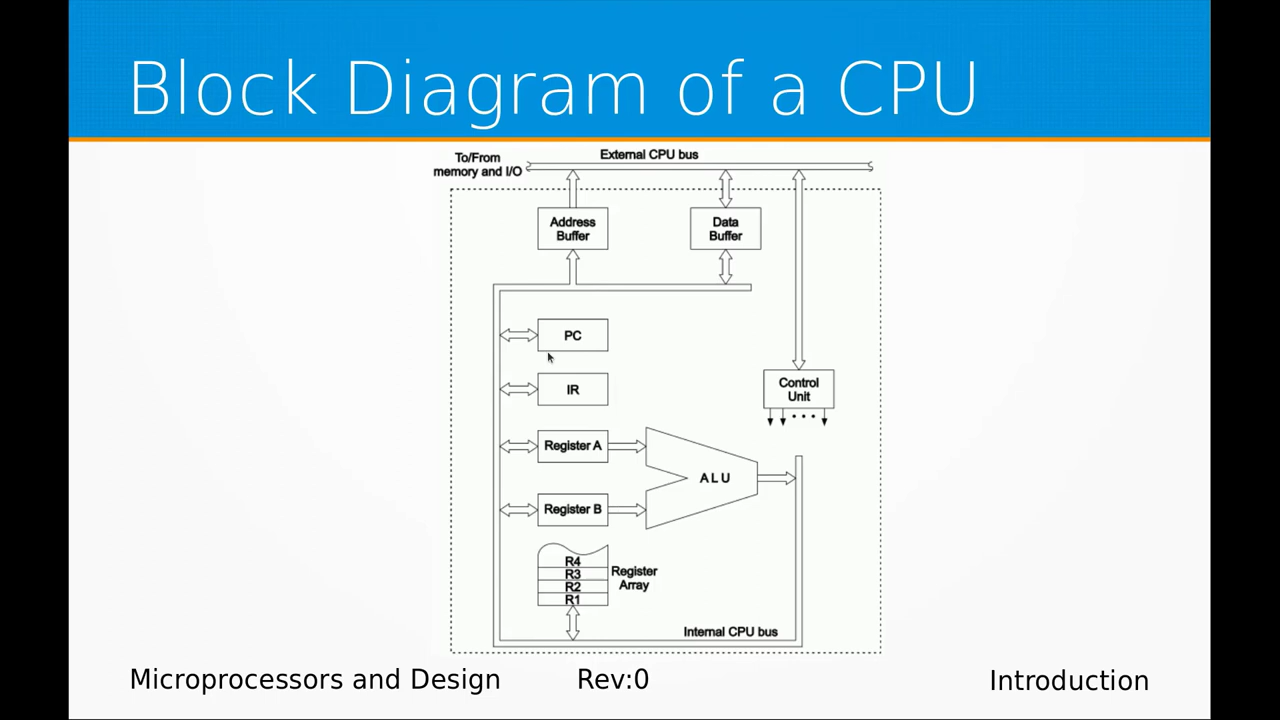 Block Diagram of a CPU
To/From
memory and I/O
External CPU bus
Address
Buffer
Data
Buffer
PC
IR
Control
Unit
Register A
ALU
Register B
R4
R3
R2
R1
Register
Array
Internal CPU bus
Microprocessors and Design
Rev:0
Introduction